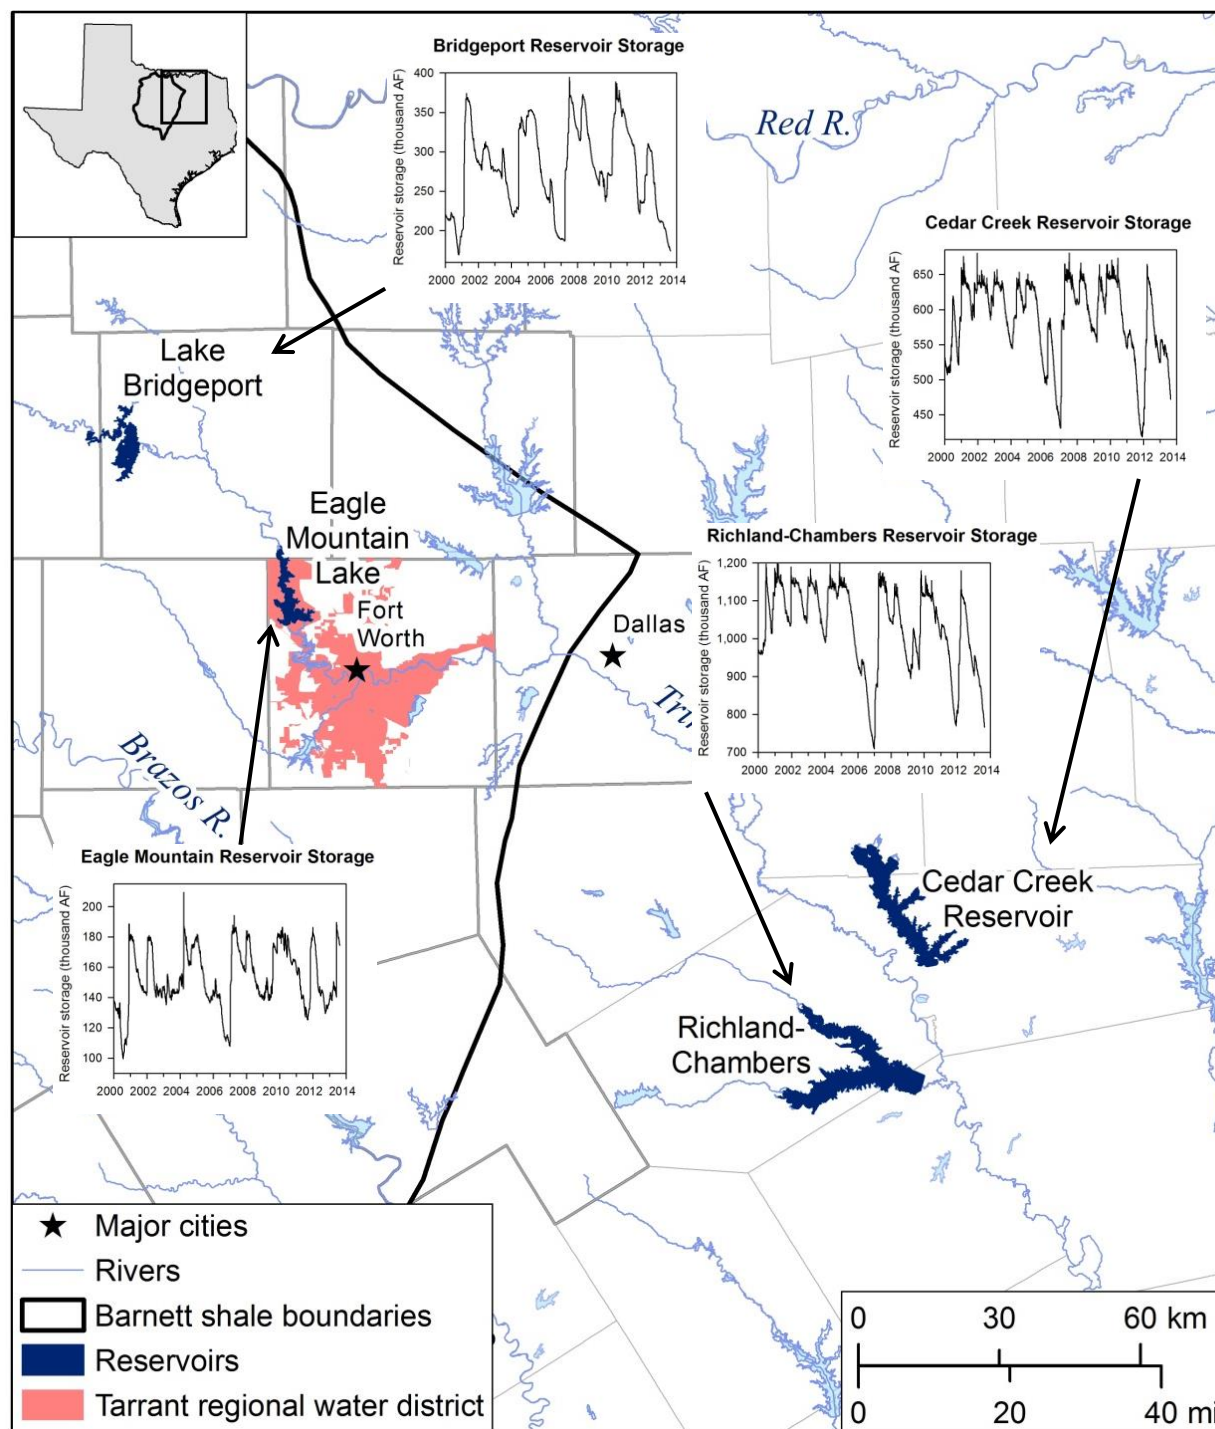 Bridgeport Reservoir Storage
Reservoir storage (thousand AF)
400
350
300
250
200
2000 2002 2004 2006 2008 2010 2012 2014
Red R.
Cedar Creek Reservoir Storage
Reservoir storage (thousand AF)
650
600
550
500
450
2000 2002 2004 2006 2008 2010 2012 2014
Lake
Bridgeport
Eagle
Mountain
Lake
Fort
Worth
Dallas
Richland-Chambers Reservoir Storage
Reservoir storage (thousand AF)
1,200
1,100
1,000
900
800
700
2000 2002 2004 2006 2008 2010 2012 2014
Brazos R.
Eagle Mountain Reservoir Storage
Reservoir storage (thousand AF)
200
180
160
140
120
100
2000 2002 2004 2006 2008 2010 2012 2014
Cedar Creek
Reservoir
Richland-
Chambers
Major cities
Rivers
Barnett shale boundaries
Reservoirs
Tarrant regional water district
0 30 60 km
0 20 40 mi